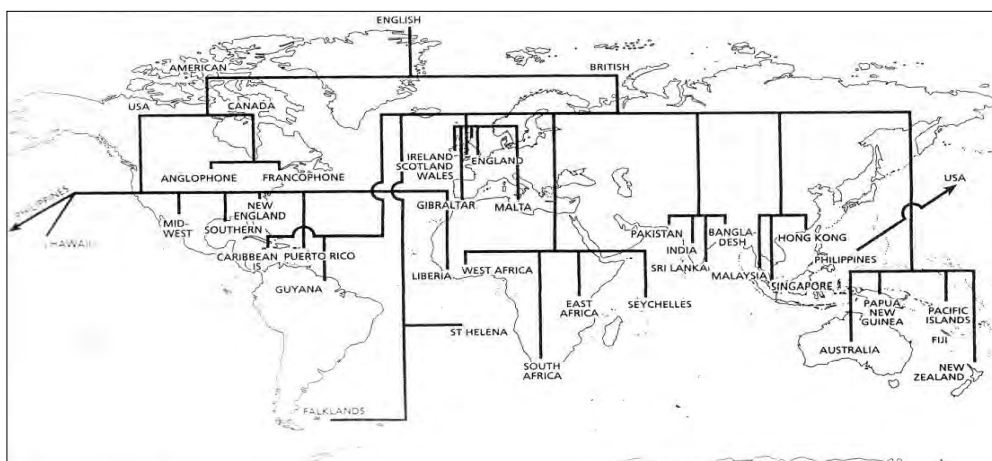 ENGLISH
AMERICAN
BRITISH
USA
CANADA
ANGLOPHONE
FRANCOPHONE
PHILIPPINES
HAWAII
MID-
WEST
NEW
ENGLAND
SOUTHERN
CARIBBEAN
IS
PUERTO RICO
GUYANA
LIBERIA
IRELAND
SCOTLAND
WALES
ENGLAND
GIBRALTAR
MALTA
WEST AFRICA
EAST
AFRICA
SEYCHELLES
SOUTH
AFRICA
ST HELENA
FALKLANDS
PAKISTAN
INDIA
SRI LANKA
BANGLA-
DESH
MALAYSIA
SINGAPORE
HONG KONG
PHILIPPINES
USA
PAPUA
NEW
GUINEA
PACIFIC
ISLANDS
FIJI
AUSTRALIA
NEW
ZEALAND